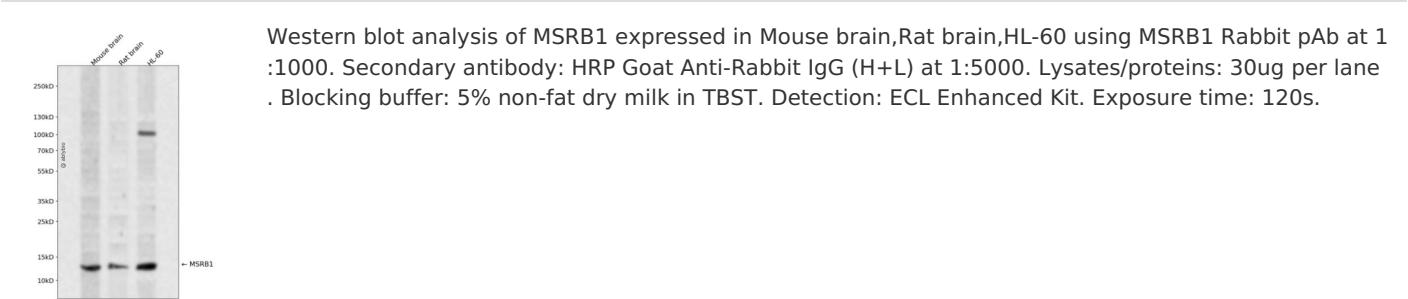 Mouse brain
Rat brain
HL-60
250kD
130kD
100kD
70kD
55kD
35kD
25kD
15kD
10kD
@ abybio
← MSRB1
Western blot analysis of MSRB1 expressed in Mouse brain,Rat brain,HL-60 using MSRB1 Rabbit pAb at 1
:1000. Secondary antibody: HRP Goat Anti-Rabbit IgG (H+L) at 1:5000. Lysates/proteins: 30ug per lane
. Blocking buffer: 5% non-fat dry milk in TBST. Detection: ECL Enhanced Kit. Exposure time: 120s.